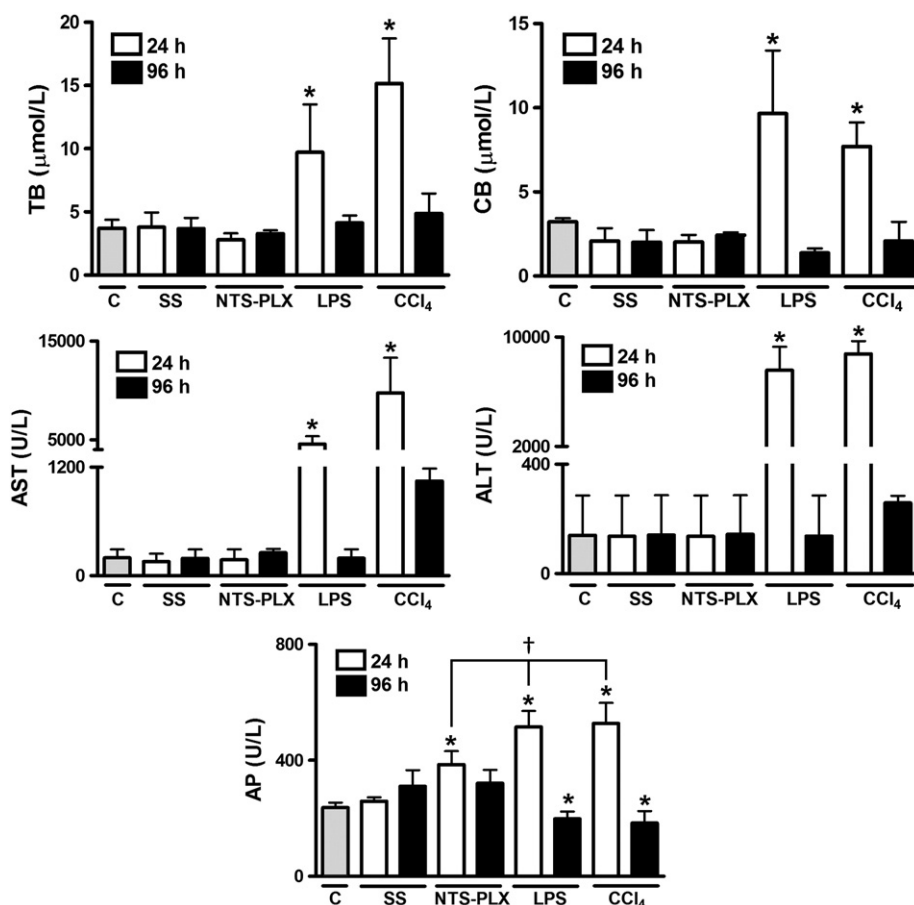 20
15
10
5
0
TB (μmol/L)
24 h
96 h
* *
C SS NTS-PLX LPS CCl₄
15
10
5
0
CB (μmol/L)
24 h
96 h
* *
C SS NTS-PLX LPS CCl₄
15000
5000
1200
0
AST (U/L)
24 h
96 h
* *
C SS NTS-PLX LPS CCl₄
10000
2000
400
0
ALT (U/L)
24 h
96 h
* *
C SS NTS-PLX LPS CCl₄
800
400
0
AP (U/L)
24 h
96 h
†
* * *
* *
C SS NTS-PLX LPS CCl₄